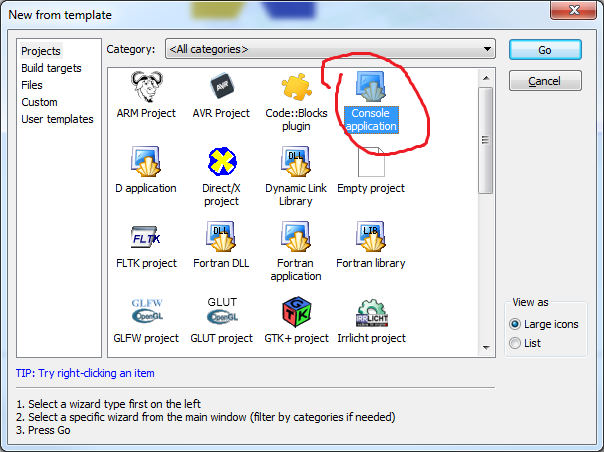 New from template
Projects
Build targets
Files
Custom
User templates
Category: <All categories>
Go
Cancel
ARM Project
AVR Project
Code::Blocks
plugin
Console
application
D application
Direct/X
project
DLL
Dynamic Link
Library
Empty project
FLTK
FLTK project
DLL
Fortran DLL
Fortran
application
LIB
Fortran library
GLFW
OpenGL
GLFW project
GLUT
OpenGL
GLUT project
GTK
GTK+ project
IRRLICHT
Irrlicht project
View as
Large icons
List
TIP: Try right-clicking an item
1. Select a wizard type first on the left
2. Select a specific wizard from the main window (filter by categories if needed)
3. Press Go